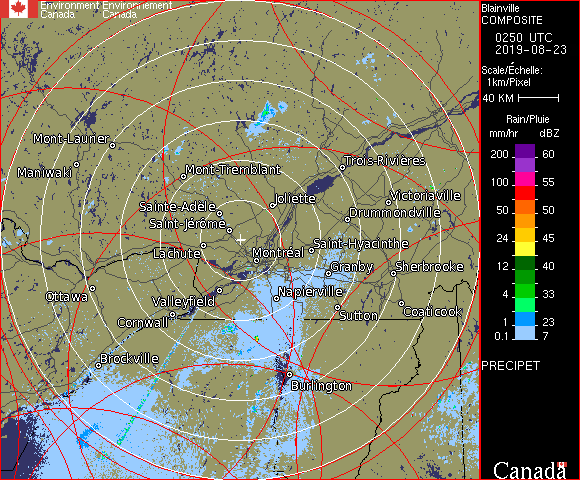 Environment Environnement
Canada Canada
Blainville
COMPOSITE
0250 UTC
2019-08-23
Scale/Échelle:
1km/Pixel
40 KM
Rain/Pluie
mm/hr dBZ
200 60
100 55
50 50
24 45
12 40
4 33
1 23
0.1 7
PRECIPET
Mont-Laurier
Maniwaki
Mont-Tremblant
Trois-Rivières
Sainte-Adèle
Joliette
Victoriaville
Drummondville
Saint-Jérôme
Lachute
Montréal
Saint-Hyacinthe
Granby
Sherbrooke
Ottawa
Valleyfield
Napierville
Cornwall
Sutton
Coaticook
Brockville
Burlington
Canada